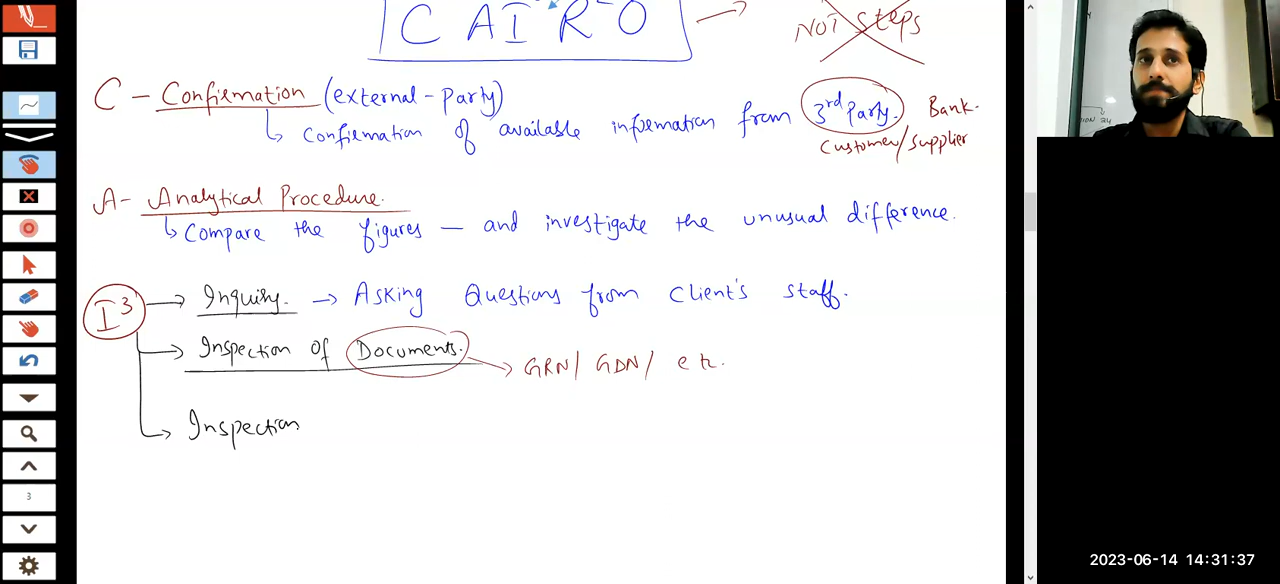 C A I R O → NOT steps
C - Confirmation (external-Party)
↳ Confirmation of available information from 3rd Party. Bank.
Customer/Supplier
A- Analytical Procedure.
↳ Compare the figures — and investigate the unusual difference.
I³ → Inquiry. → Asking Questions from Client's staff.
→ Inspection of Documents. → GRN/ GDN/ etc.
→ Inspection
3
2023-06-14 14:31:37